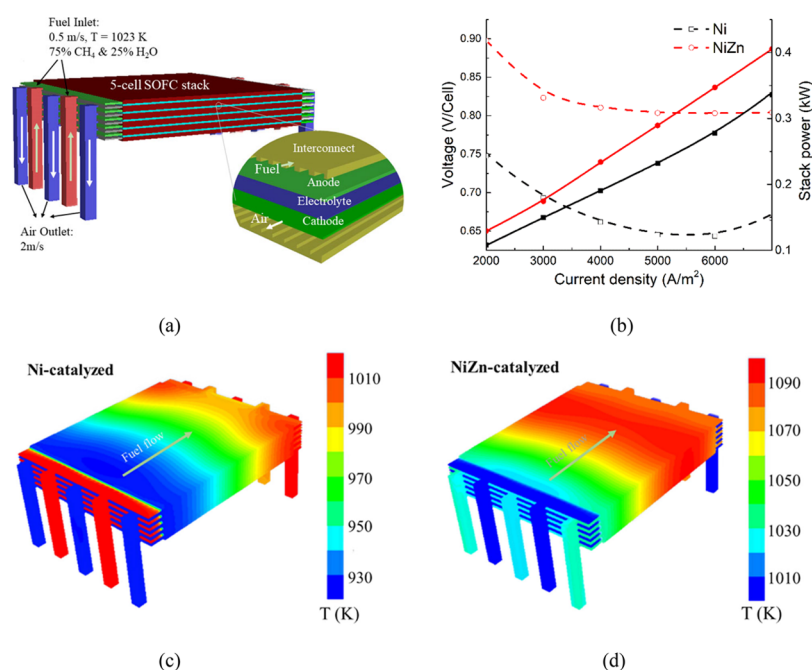 Fuel Inlet:
0.5 m/s, T = 1023 K
75% CH₄ & 25% H₂O
5-cell SOFC stack
Interconnect
Fuel
Anode
Electrolyte
Cathode
Air
Air Outlet:
2m/s
(a)
Ni
NiZn
Voltage (V/Cell)
0.90
0.85
0.80
0.75
0.70
0.65
Stack power (kW)
0.4
0.3
0.2
0.1
2000 3000 4000 5000 6000
Current density (A/m²)
(b)
Ni-catalyzed
Fuel flow
1010
990
970
950
930
T (K)
(c)
NiZn-catalyzed
Fuel flow
1090
1070
1050
1030
1010
T (K)
(d)